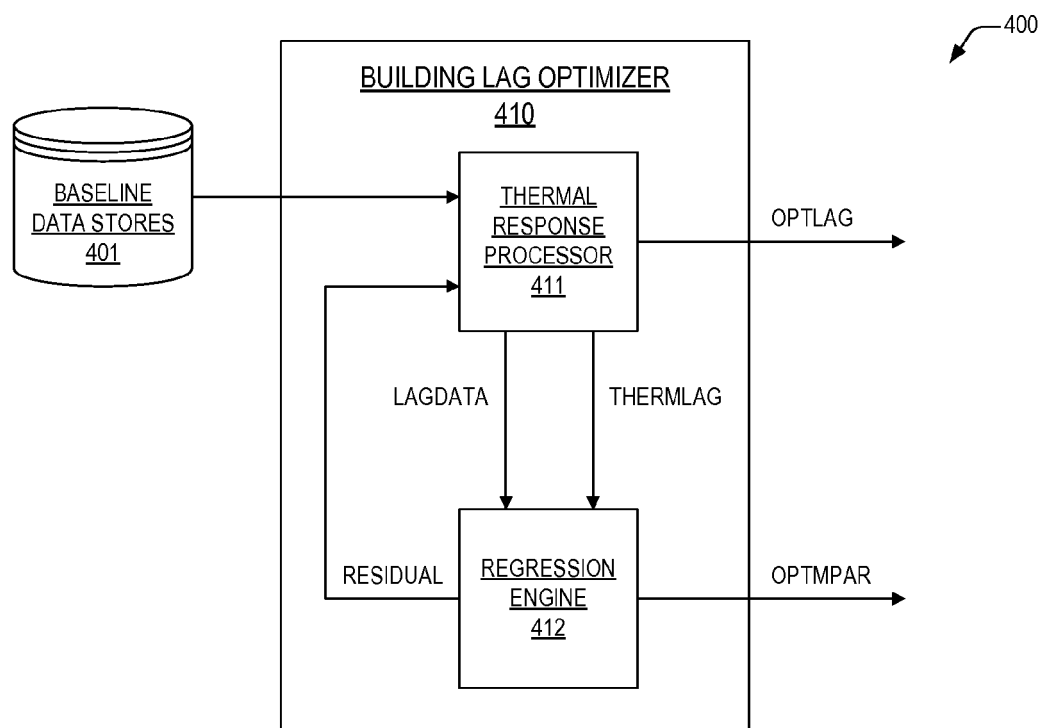 400
BUILDING LAG OPTIMIZER
410
BASELINE
DATA STORES
401
THERMAL
RESPONSE
PROCESSOR
411
OPTLAG
LAGDATA
THERMLAG
RESIDUAL
REGRESSION
ENGINE
412
OPTMPAR